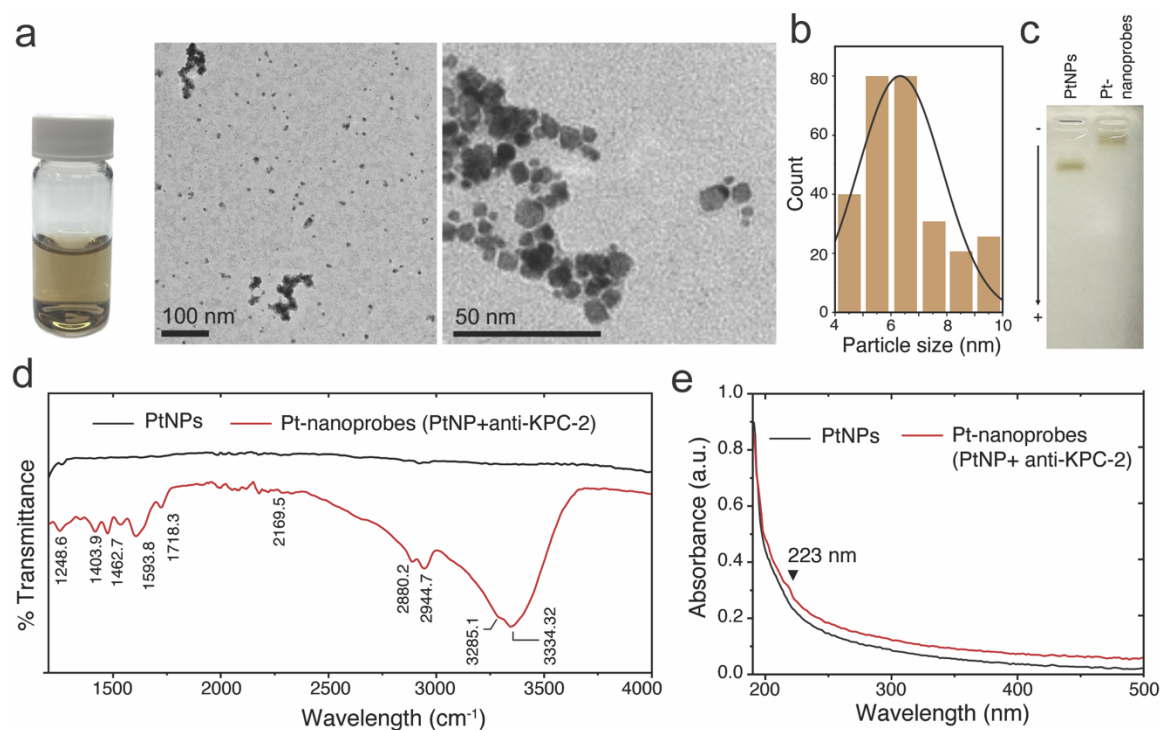 a
100 nm
50 nm
b
Count
80
60
40
20
0
4
6
8
10
Particle size (nm)
c
PtNPs
Pt-
nanoprobes
-
+
d
PtNPs
Pt-nanoprobes (PtNP+anti-KPC-2)
% Transmittance
1248.6
1403.9
1462.7
1593.8
1718.3
2169.5
2880.2
2944.7
3285.1
3334.32
1500
2000
2500
3000
3500
4000
Wavelength (cm⁻¹)
e
Absorbance (a.u.)
1.0
0.8
0.6
0.4
0.2
0.0
PtNPs
Pt-nanoprobes
(PtNP+ anti-KPC-2)
223 nm
200
300
400
500
Wavelength (nm)